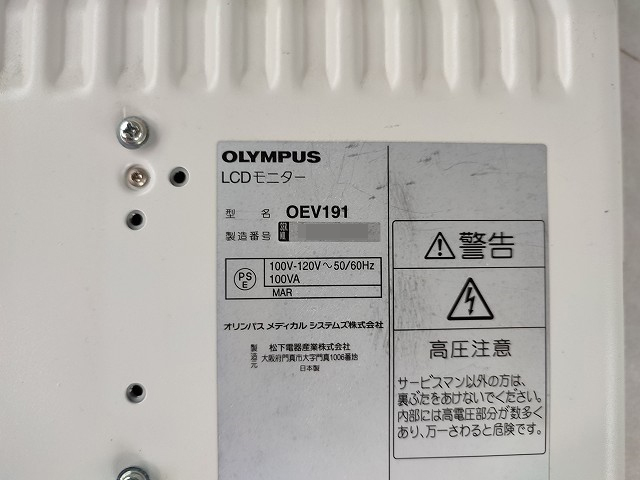 OLYMPUS
LCDモニター
型 名 OEV191
製造番号 SER. NR.
PS E
100V-120V～50/60Hz
100VA
MAR
オリンパス メディカル システムズ株式会社
製造元
松下電器産業株式会社
大阪府門真市大字門真1006番地
日本製
警告
高圧注意
サービスマン以外の方は、
裏ぶたをあけないでください。
内部には高電圧部分が数多く
あり、万一さわると危険です。